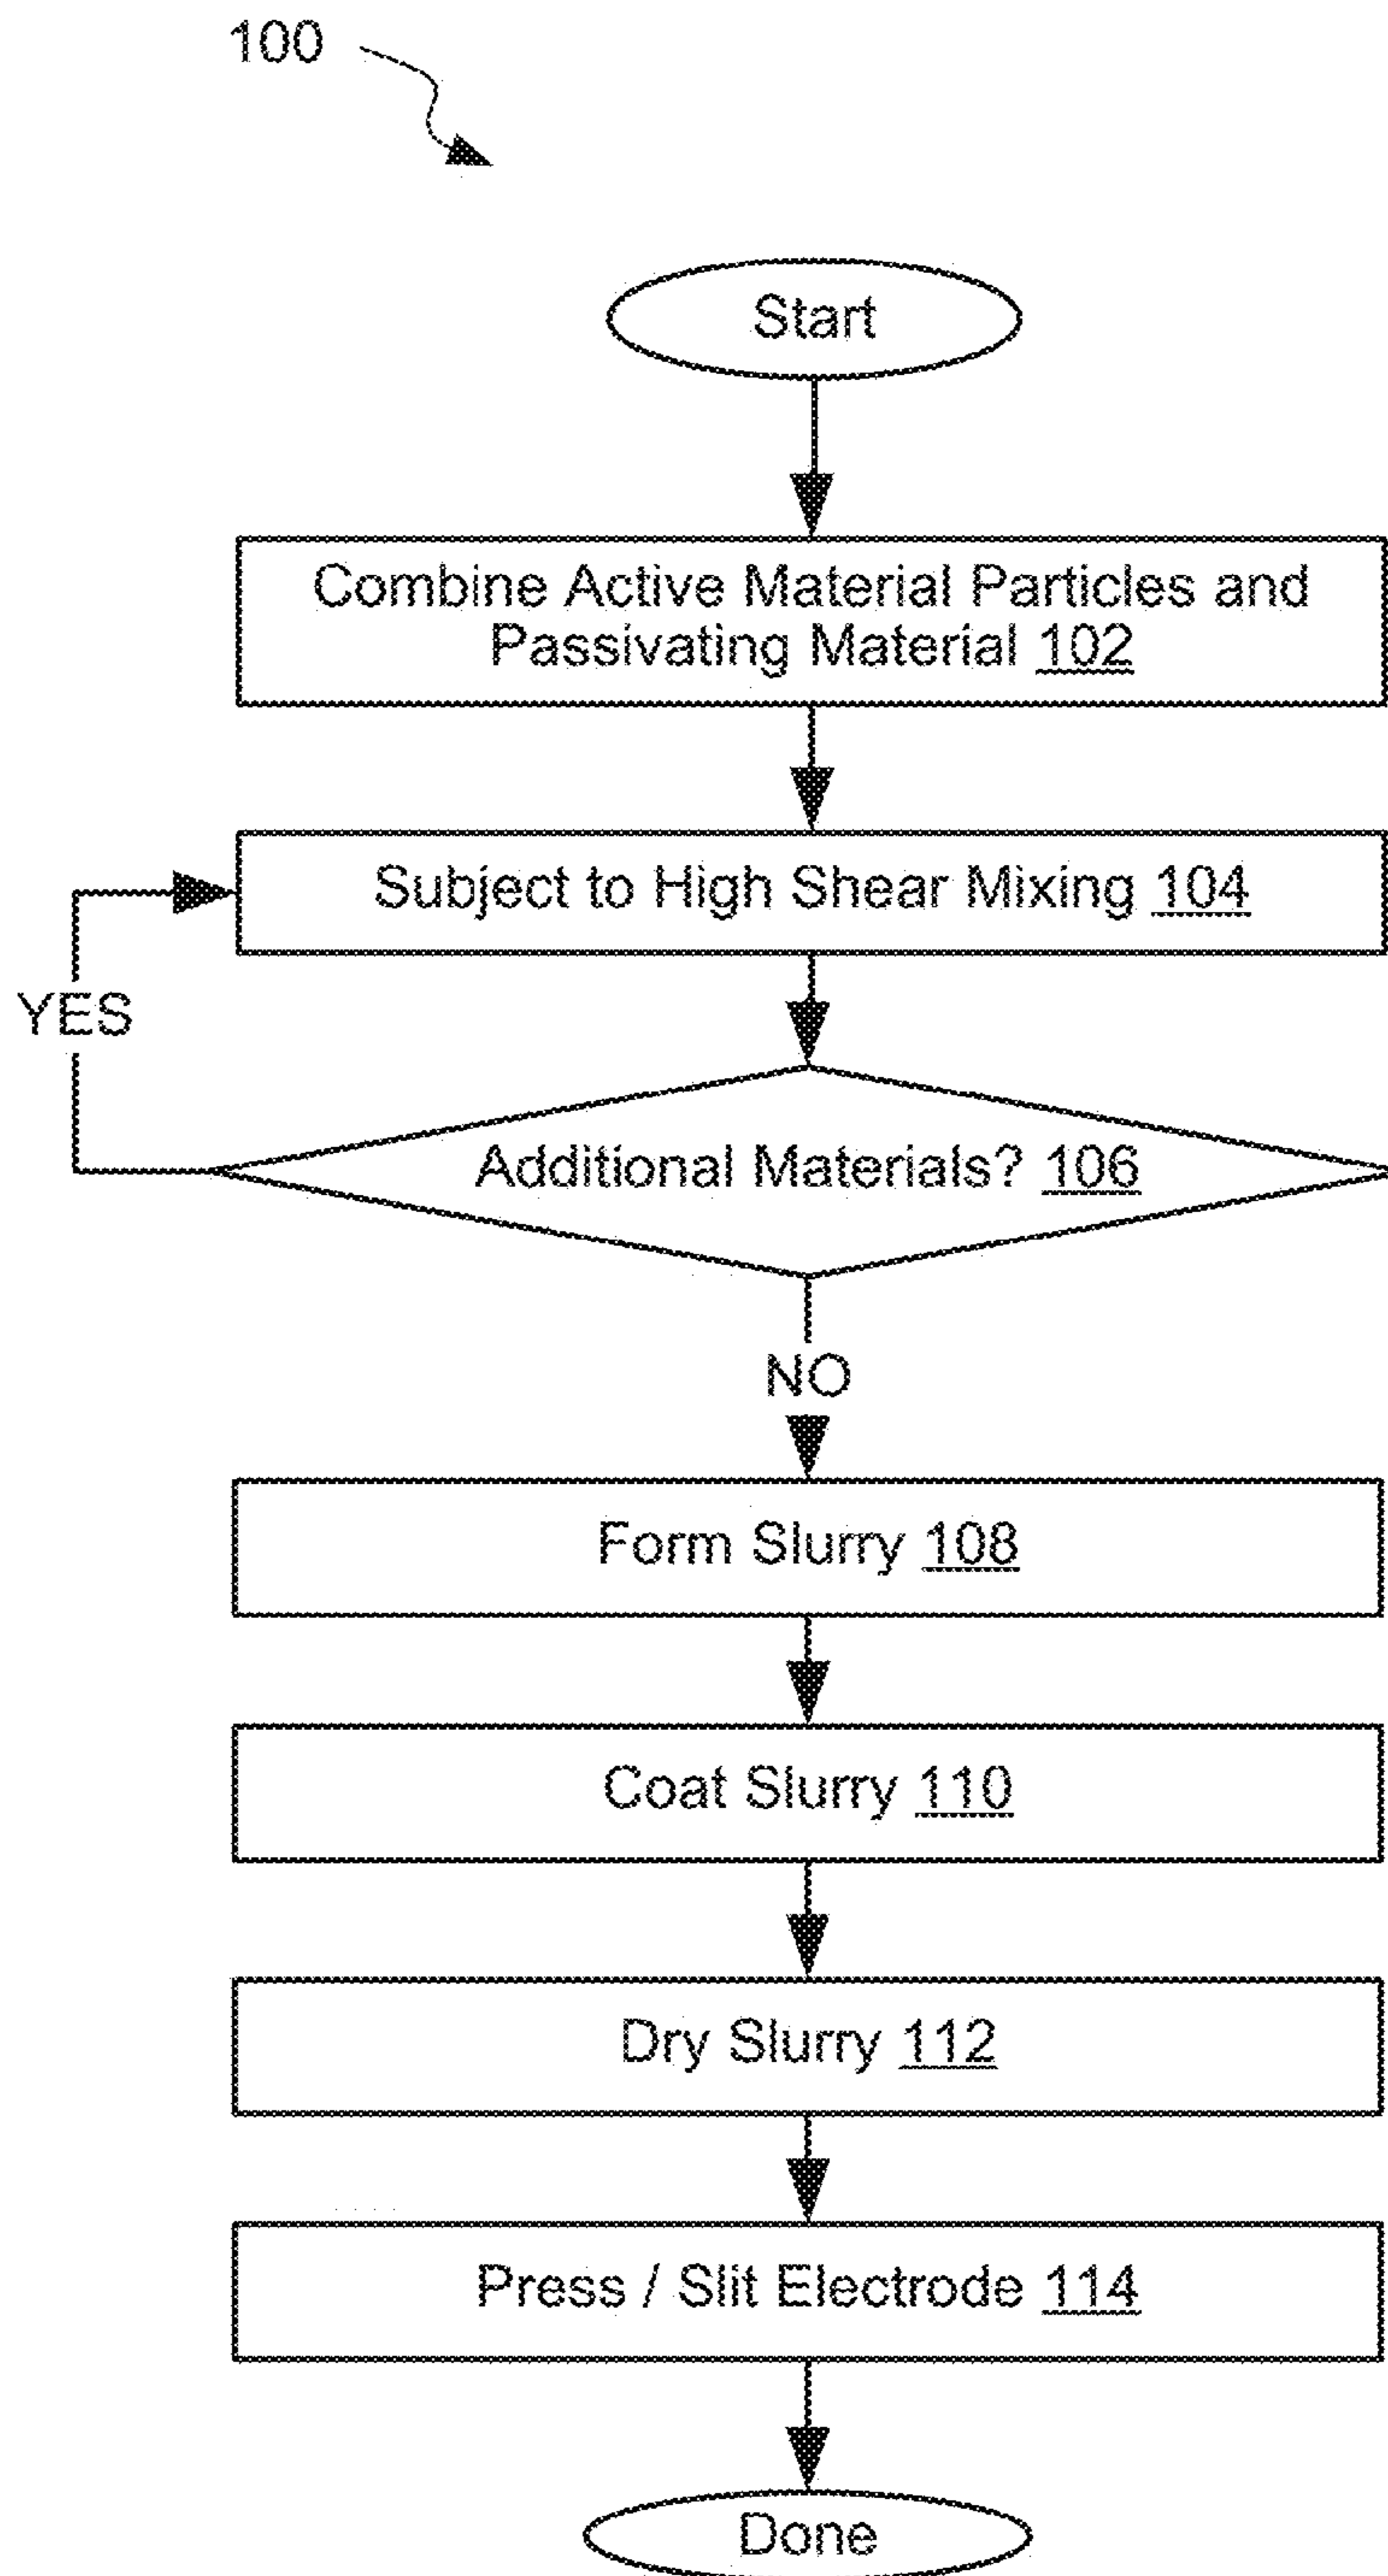 100
Start
Combine Active Material Particles and
Passivating Material 102
Subject to High Shear Mixing 104
YES
Additional Materials? 106
NO
Form Slurry 108
Coat Slurry 110
Dry Slurry 112
Press / Slit Electrode 114
Done